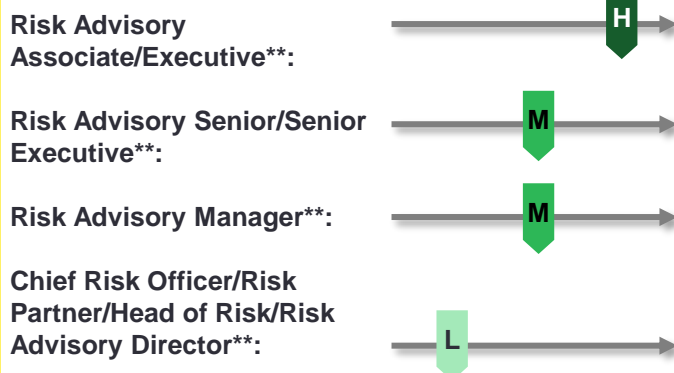 Risk Advisory
Associate/Executive**:
H
Risk Advisory Senior/Senior
Executive**:
M
Risk Advisory Manager**:
M
Chief Risk Officer/Risk
Partner/Head of Risk/Risk
Advisory Director**:
L